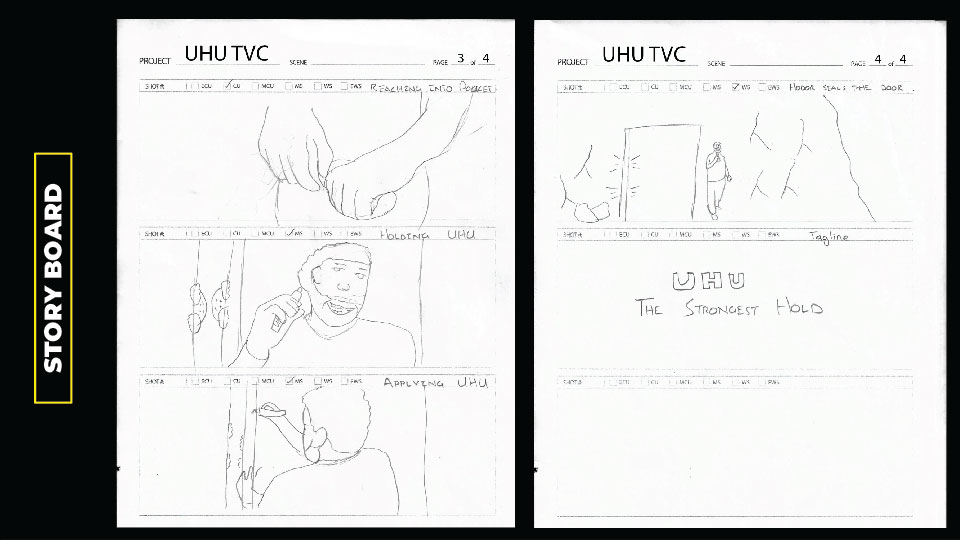 STORY BOARD
PROJECT UHU TVC SCENE PAGE 3 of 4
SHOT# ECU CU MCU MS WS EWS REACHING INTO POCKET
SHOT# ECU CU MCU MS WS EWS HOLDING UHU
SHOT# ECU CU MCU MS WS EWS APPLYING UHU
PROJECT UHU TVC SCENE PAGE 4 of 4
SHOT# ECU CU MCU MS WS EWS HODOR SEALS THE DOOR.
SHOT# ECU CU MCU MS WS EWS Tagline
UHU
THE STRONGEST HOLD
SHOT# ECU CU MCU MS WS EWS